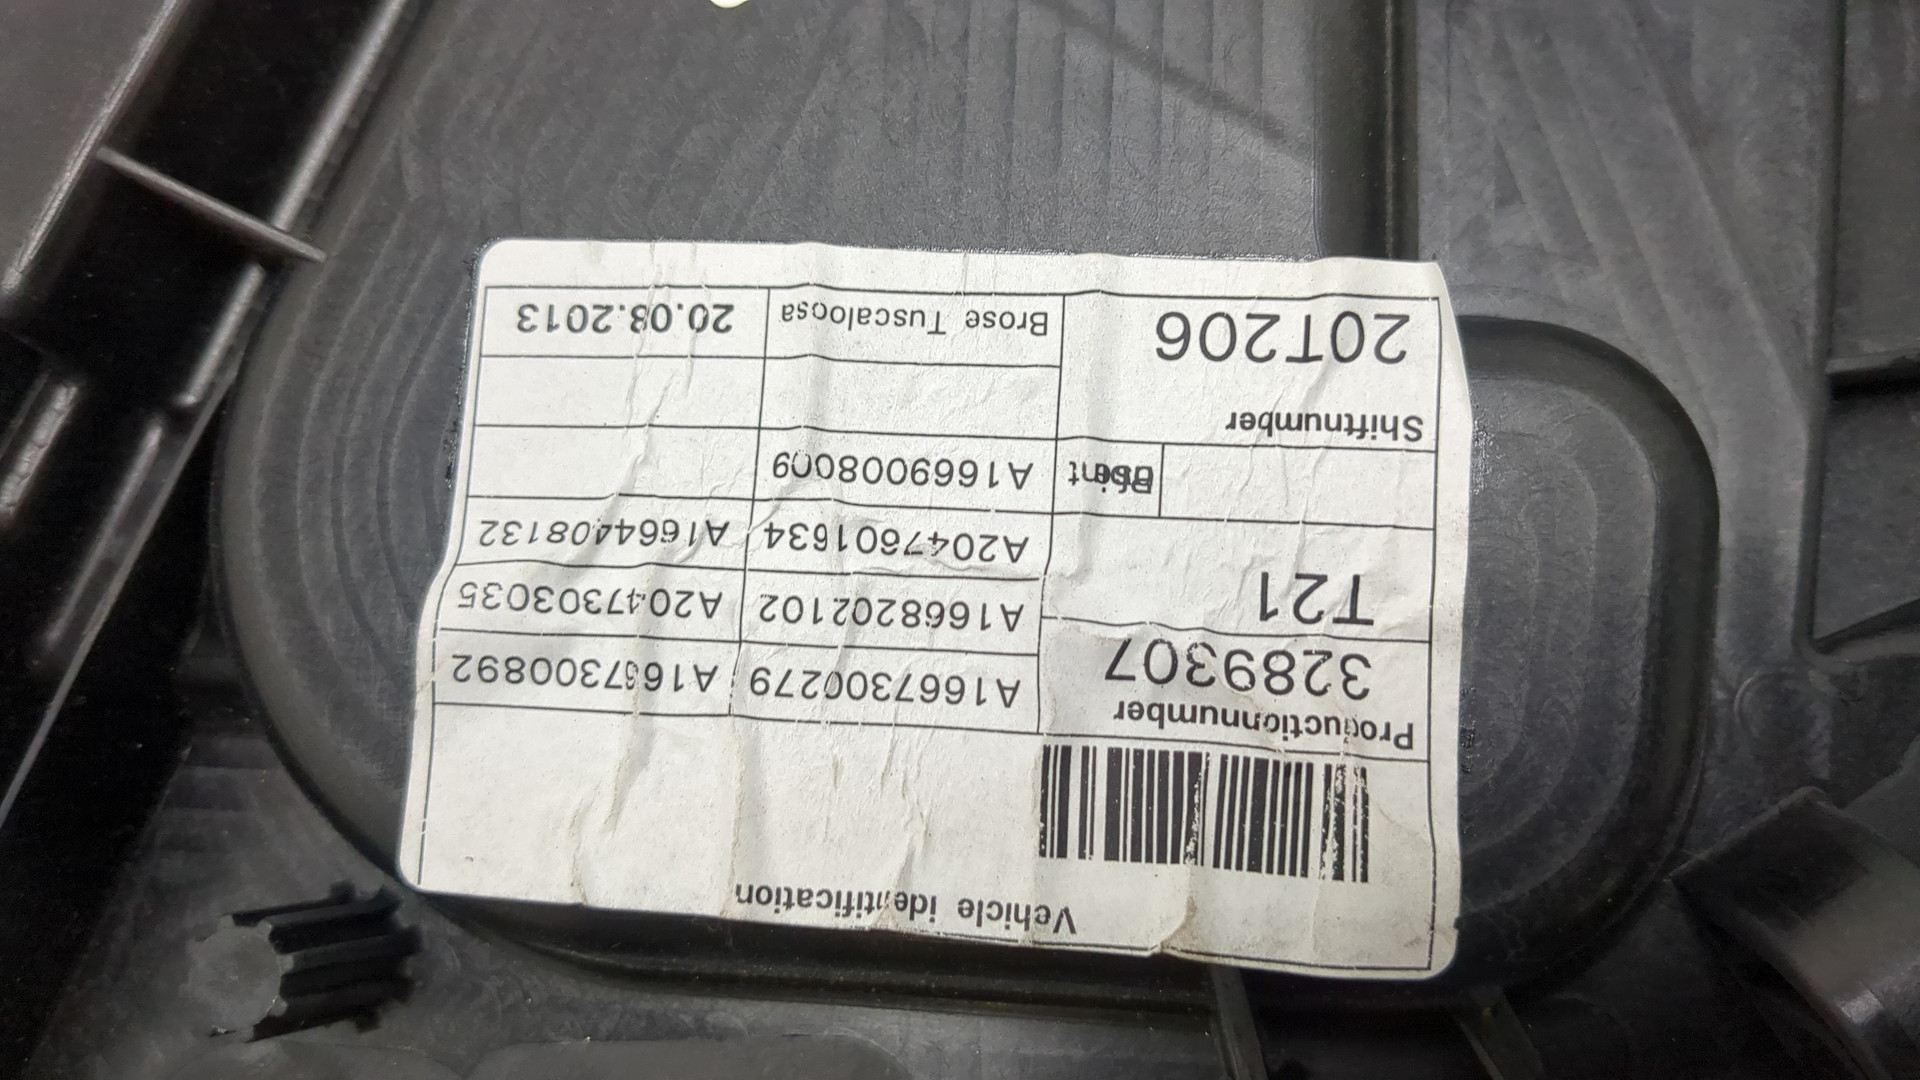 Vehicle identification
Productionnumber
3289307
T21
Shiftnumber
20T206
A1667300279 A1667300892
A1668202102 A2047303035
A2047601634 A1664408132
A1669008009
Brose Tuscaloosa 20.08.2013